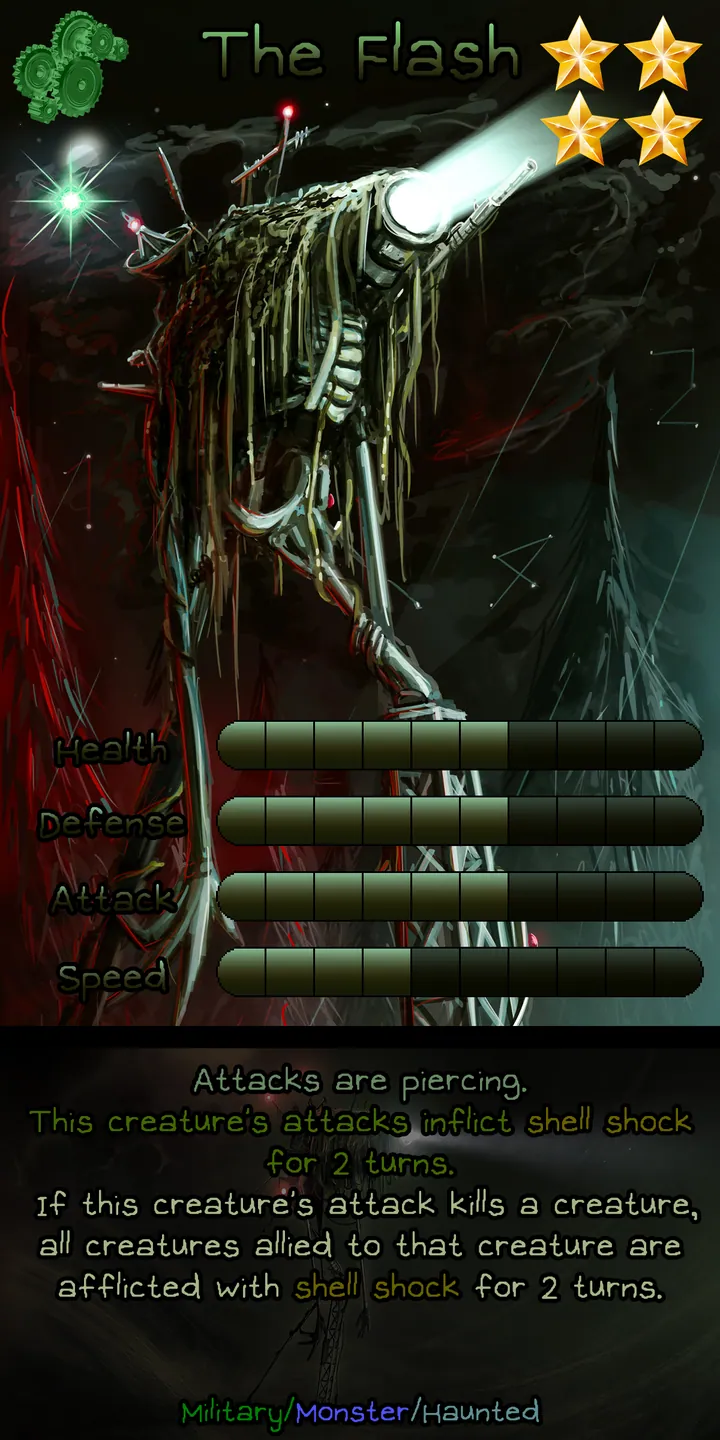 The Flash
Health
Defense
Attack
Speed
Attacks are piercing.
This creature's attacks inflict shell shock
for 2 turns.
If this creature's attack kills a creature,
all creatures allied to that creature are
afflicted with shell shock for 2 turns.
Military/Monster/Haunted